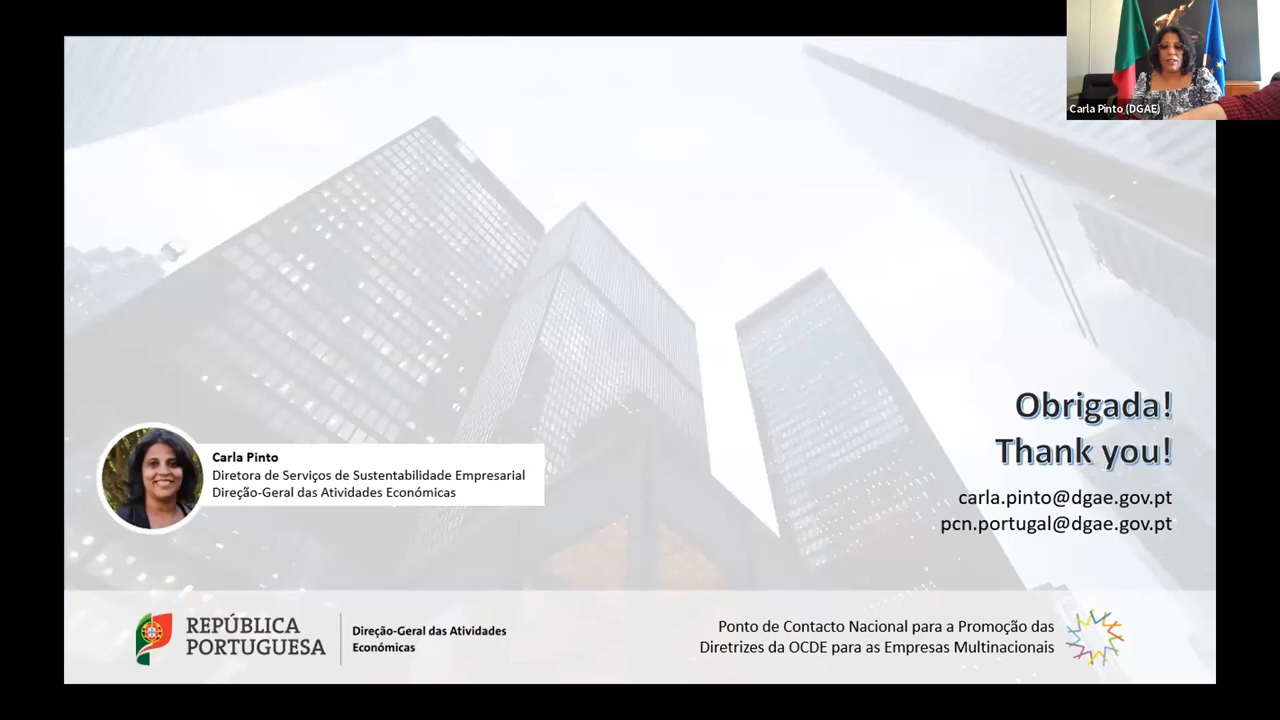 Carla Pinto (DGAE)
Obrigada!
Thank you!
carla.pinto@dgae.gov.pt
pcn.portugal@dgae.gov.pt
Carla Pinto
Diretora de Serviços de Sustentabilidade Empresarial
Direção-Geral das Atividades Económicas
REPÚBLICA
PORTUGUESA
Direção-Geral das Atividades
Económicas
Ponto de Contacto Nacional para a Promoção das
Diretrizes da OCDE para as Empresas Multinacionais